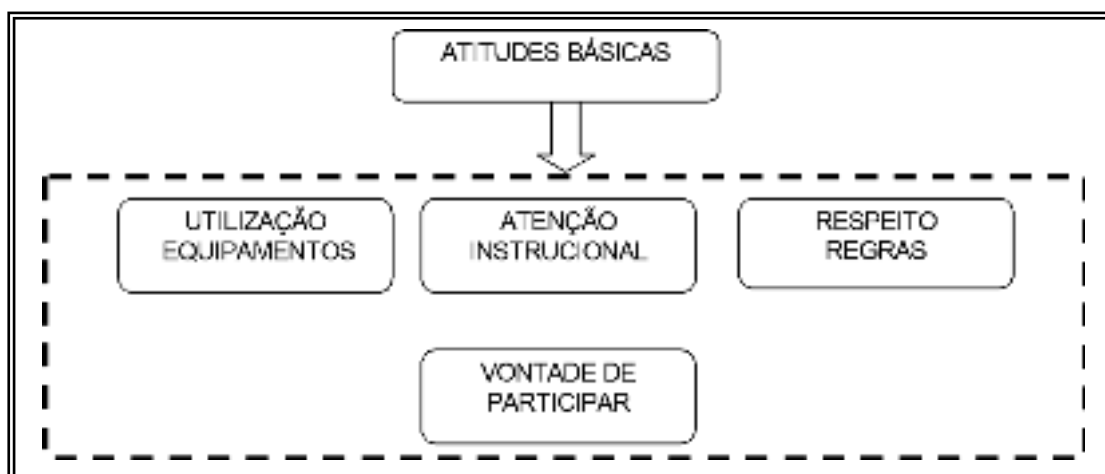 ATITUDES BÁSICAS
UTILIZAÇÃO
EQUIPAMENTOS
ATENÇÃO
INSTRUCIONAL
RESPEITO
REGRAS
VONTADE DE
PARTICIPAR